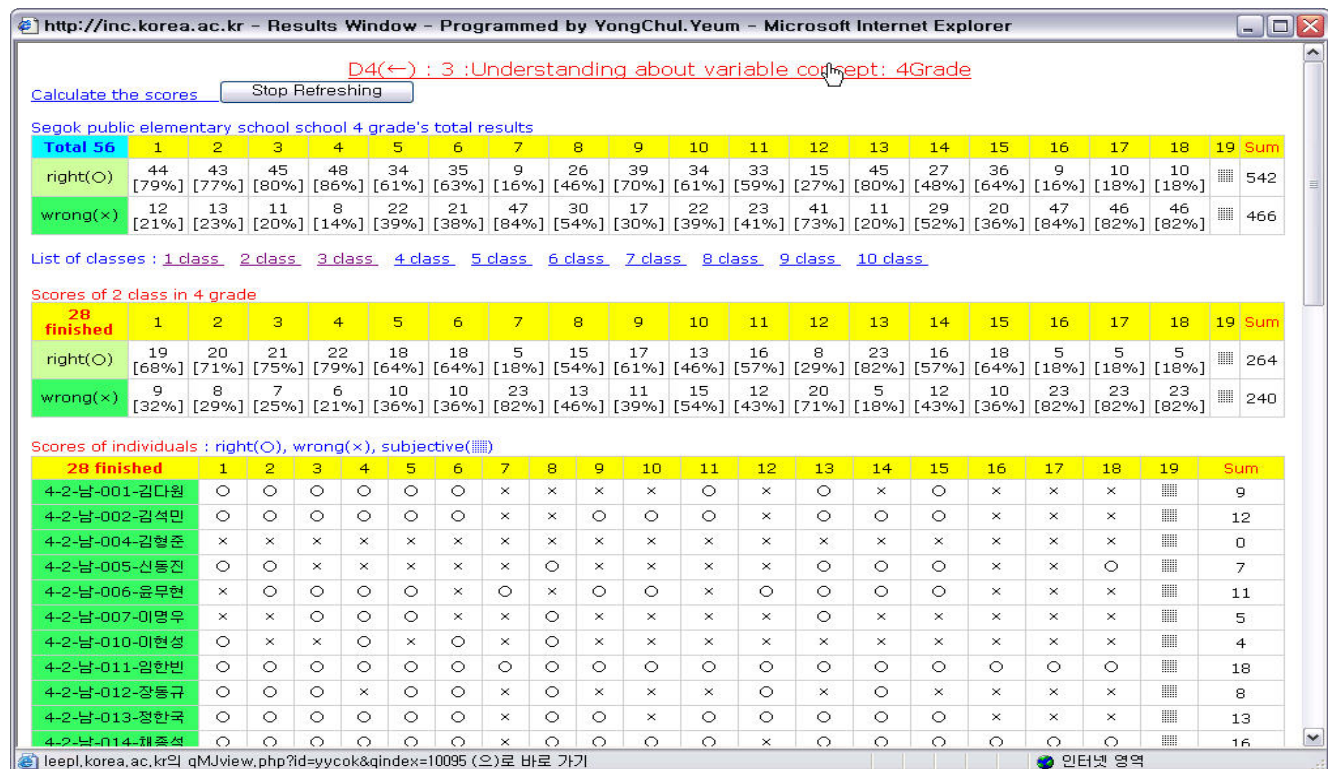 http://inc.korea.ac.kr - Results Window - Programmed by YongChul.Yeum - Microsoft Internet Explorer
D4(←) : 3 :Understanding about variable concept: 4Grade
Calculate the scores Stop Refreshing
Segok public elementary school school 4 grade's total results
Total 56 1 2 3 4 5 6 7 8 9 10 11 12 13 14 15 16 17 18 19 Sum
right(○) 44 43 45 48 34 35 9 26 39 34 33 15 45 27 36 9 10 10 ▦ 542
[79%] [77%] [80%] [86%] [61%] [63%] [16%] [46%] [70%] [61%] [59%] [27%] [80%] [48%] [64%] [16%] [18%] [18%]
wrong(×) 12 13 11 8 22 21 47 30 17 22 23 41 11 29 20 47 46 46 ▦ 466
[21%] [23%] [20%] [14%] [39%] [38%] [84%] [54%] [30%] [39%] [41%] [73%] [20%] [52%] [36%] [84%] [82%] [82%]
List of classes : 1 class 2 class 3 class 4 class 5 class 6 class 7 class 8 class 9 class 10 class
Scores of 2 class in 4 grade
28 finished 1 2 3 4 5 6 7 8 9 10 11 12 13 14 15 16 17 18 19 Sum
right(○) 19 20 21 22 18 18 5 15 17 13 16 8 23 16 18 5 5 5 ▦ 264
[68%] [71%] [75%] [79%] [64%] [64%] [18%] [54%] [61%] [46%] [57%] [29%] [82%] [57%] [64%] [18%] [18%] [18%]
wrong(×) 9 8 7 6 10 10 23 13 11 15 12 20 5 12 10 23 23 23 ▦ 240
[32%] [29%] [25%] [21%] [36%] [36%] [82%] [46%] [39%] [54%] [43%] [71%] [18%] [43%] [36%] [82%] [82%] [82%]
Scores of individuals : right(○), wrong(×), subjective(▦)
28 finished 1 2 3 4 5 6 7 8 9 10 11 12 13 14 15 16 17 18 19 Sum
4-2-남-001-김다원 ○ ○ ○ ○ ○ ○ × × × × ○ × ○ × ○ × × × ▦ 9
4-2-남-002-김석민 ○ ○ ○ ○ ○ ○ × × ○ ○ ○ × ○ ○ ○ × × × ▦ 12
4-2-남-004-김형준 × × × × × × × × × × × × × × × × × × ▦ 0
4-2-남-005-신동진 ○ ○ × × × × × ○ × × × × ○ ○ ○ × × ○ ▦ 7
4-2-남-006-윤무현 × ○ ○ ○ ○ × ○ × ○ ○ × ○ ○ ○ ○ × × × ▦ 11
4-2-남-007-이명우 × × ○ ○ ○ × × ○ × × × × ○ × × × × × ▦ 5
4-2-남-010-이현성 ○ × × ○ × ○ × ○ × × × × × × × × × × ▦ 4
4-2-남-011-임한빈 ○ ○ ○ ○ ○ ○ ○ ○ ○ ○ ○ ○ ○ ○ ○ ○ ○ ○ ▦ 18
4-2-남-012-장동규 ○ ○ ○ × ○ ○ × ○ × × × ○ × ○ × × × × ▦ 8
4-2-남-013-정한국 ○ ○ ○ ○ ○ ○ × ○ ○ × ○ ○ ○ ○ ○ × × × ▦ 13
4-2-남-014-채종석 ○ ○ ○ ○ ○ ○ × ○ ○ ○ ○ × ○ ○ ○ ○ ○ ○ ▦ 16
leepl.korea.ac.kr의 qMJview.php?id=yycok&qindex=10095 (으)로 바로 가기 인터넷 영역